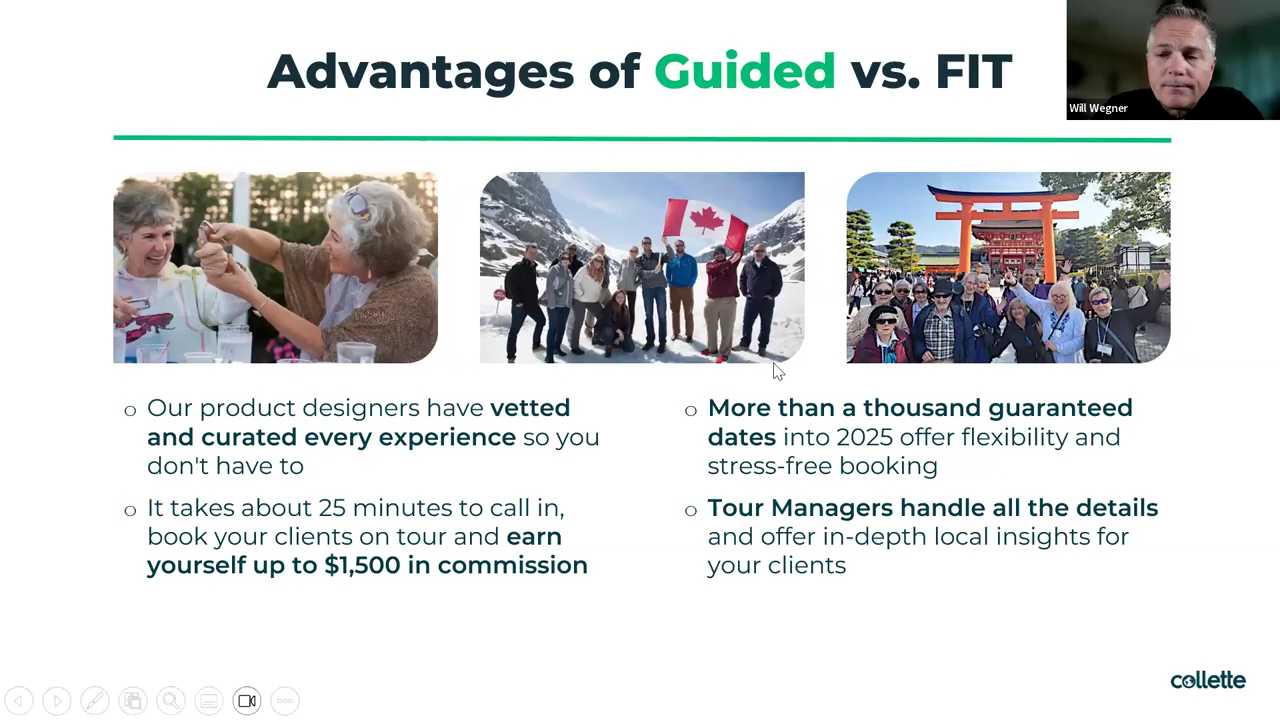 Advantages of Guided vs. FIT
Will Wegner
Our product designers have vetted
and curated every experience so you
don't have to
It takes about 25 minutes to call in,
book your clients on tour and earn
yourself up to $1,500 in commission
More than a thousand guaranteed
dates into 2025 offer flexibility and
stress-free booking
Tour Managers handle all the details
and offer in-depth local insights for
your clients
collette